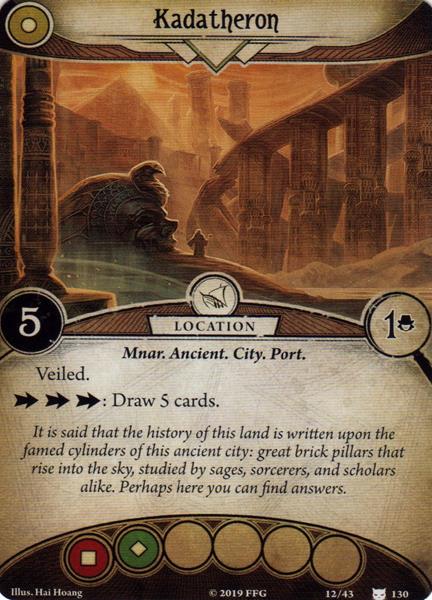 Kadatheron
5
LOCATION
1
Mnar. Ancient. City. Port.
Veiled.
: Draw 5 cards.
It is said that the history of this land is written upon the
famed cylinders of this ancient city: great brick pillars that
rise into the sky, studied by sages, sorcerers, and scholars
alike. Perhaps here you can find answers.
Illus. Hai Hoang © 2019 FFG 12/43 130